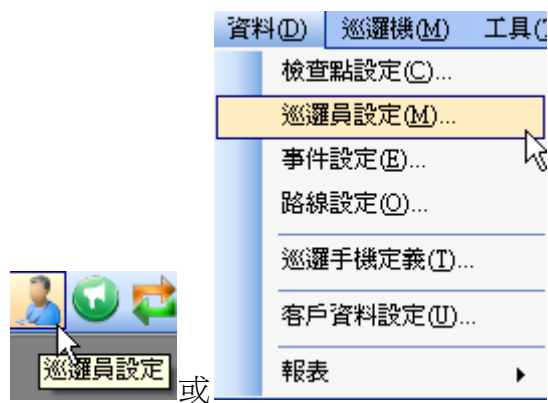 資料(D) 巡邏機(M) 工具(
檢查點設定(C)...
巡邏員設定(M)...
事件設定(E)...
路線設定(O)...
巡邏手機定義(T)...
客戶資料設定(U)...
報表
巡邏員設定
或